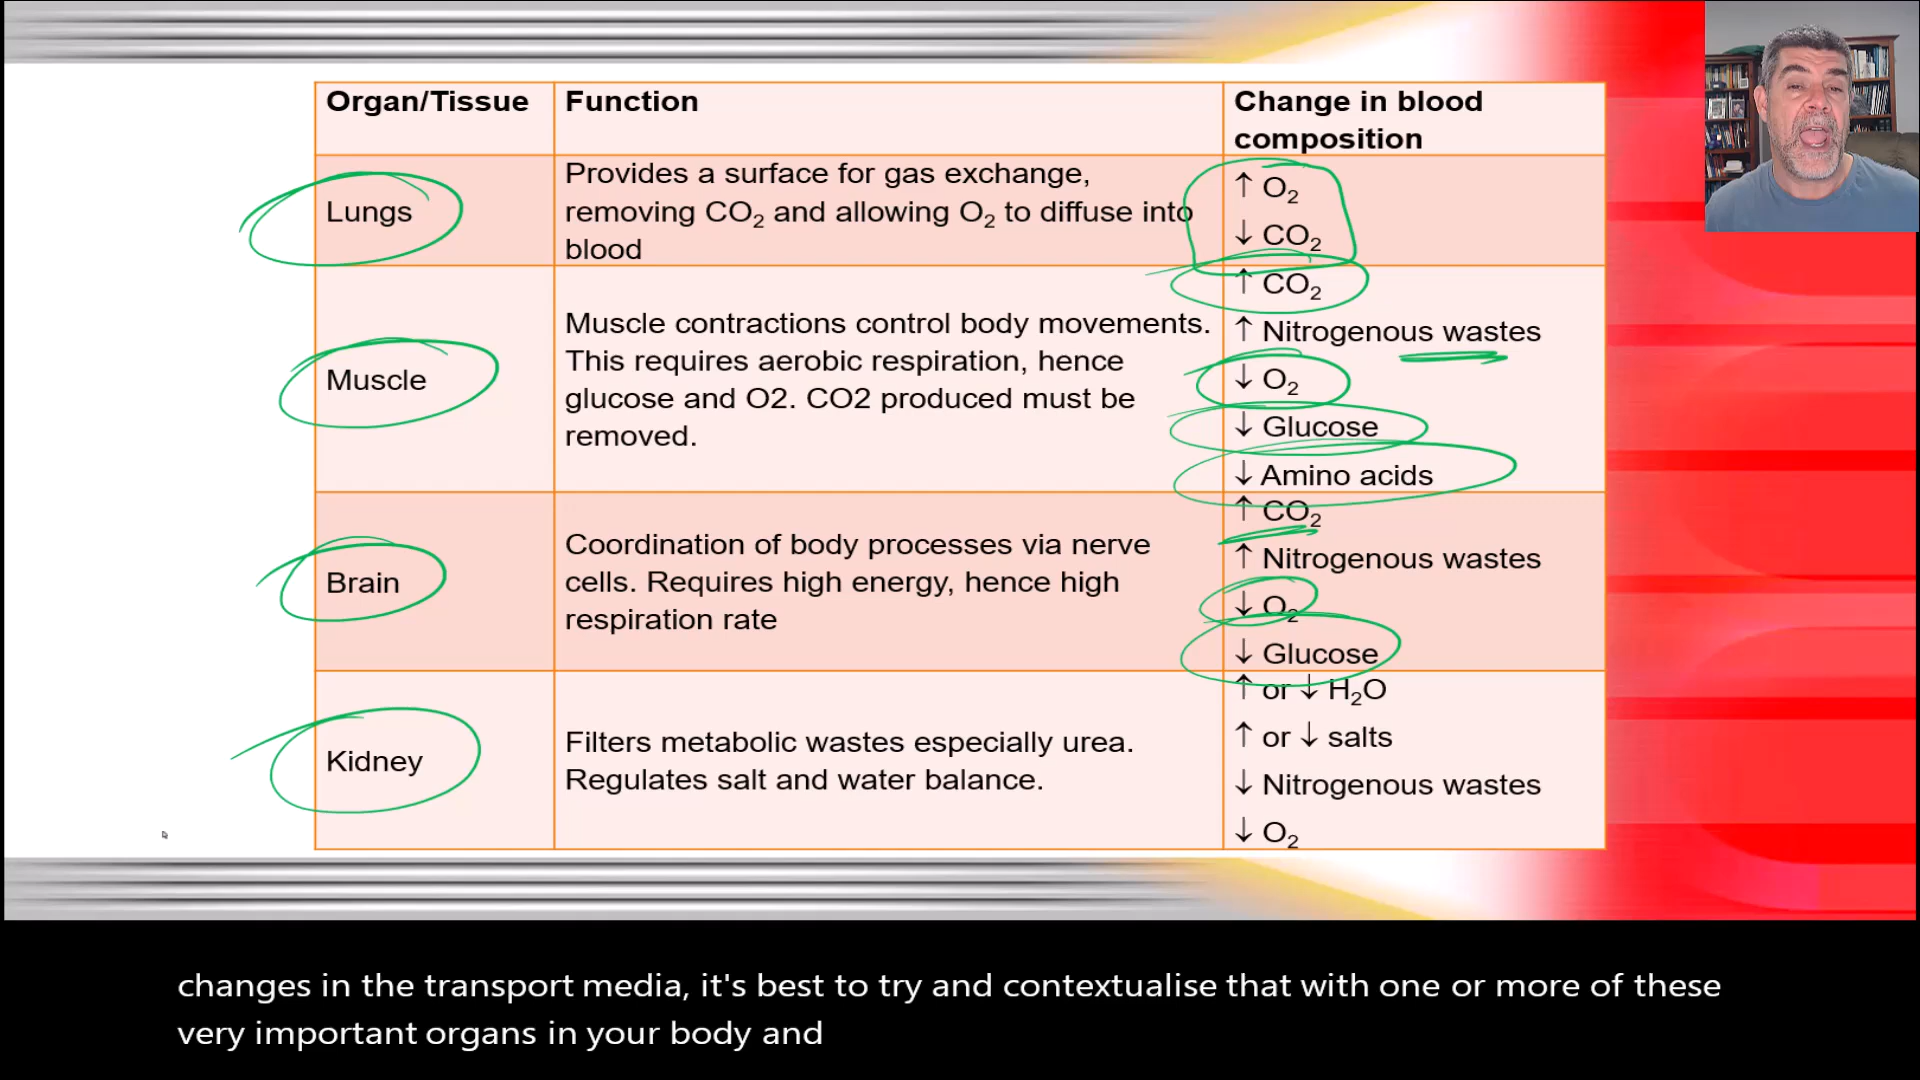 Organ/Tissue
Function
Change in blood
composition
Lungs
Provides a surface for gas exchange,
removing CO₂ and allowing O₂ to diffuse into
blood
↑ O₂
↓ CO₂
Muscle
Muscle contractions control body movements.
This requires aerobic respiration, hence
glucose and O2. CO2 produced must be
removed.
↑ CO₂
↑ Nitrogenous wastes
↓ O₂
↓ Glucose
↓ Amino acids
Brain
Coordination of body processes via nerve
cells. Requires high energy, hence high
respiration rate
↑ CO₂
↑ Nitrogenous wastes
↓ O₂
↓ Glucose
Kidney
Filters metabolic wastes especially urea.
Regulates salt and water balance.
↑ or ↓ H₂O
↑ or ↓ salts
↓ Nitrogenous wastes
↓ O₂
changes in the transport media, it's best to try and contextualise that with one or more of these
very important organs in your body and